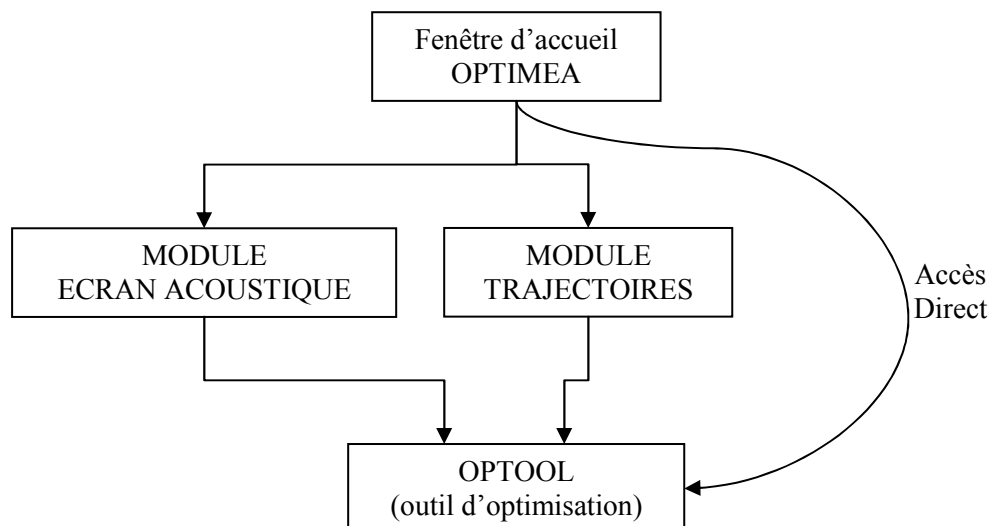 Fenêtre d’accueil
OPTIMEA
MODULE
ECRAN ACOUSTIQUE
MODULE
TRAJECTOIRES
Accès
Direct
OPTOOL
(outil d’optimisation)